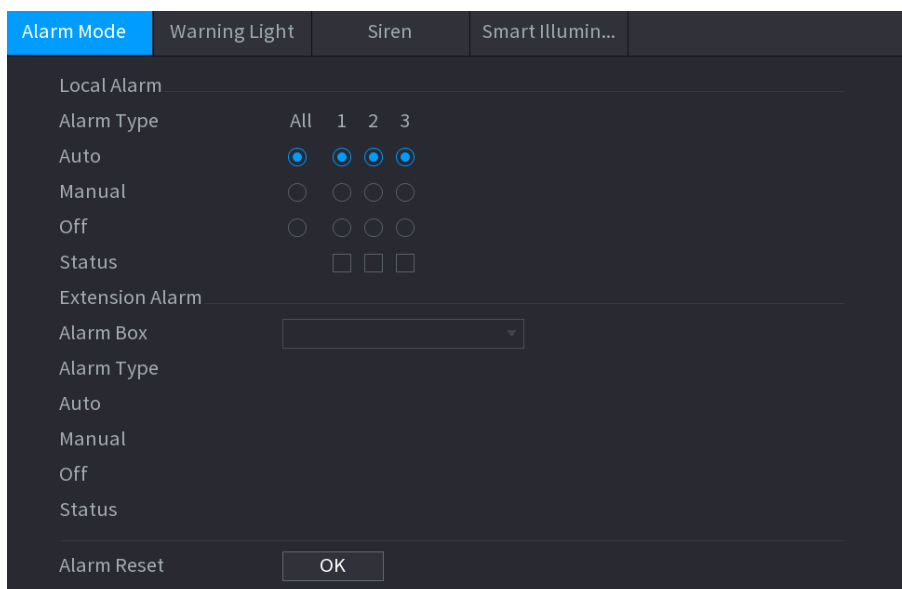 Alarm Mode Warning Light Siren Smart Illumin...
Local Alarm
Alarm Type All 1 2 3
Auto
Manual
Off
Status
Extension Alarm
Alarm Box
Alarm Type
Auto
Manual
Off
Status
Alarm Reset OK